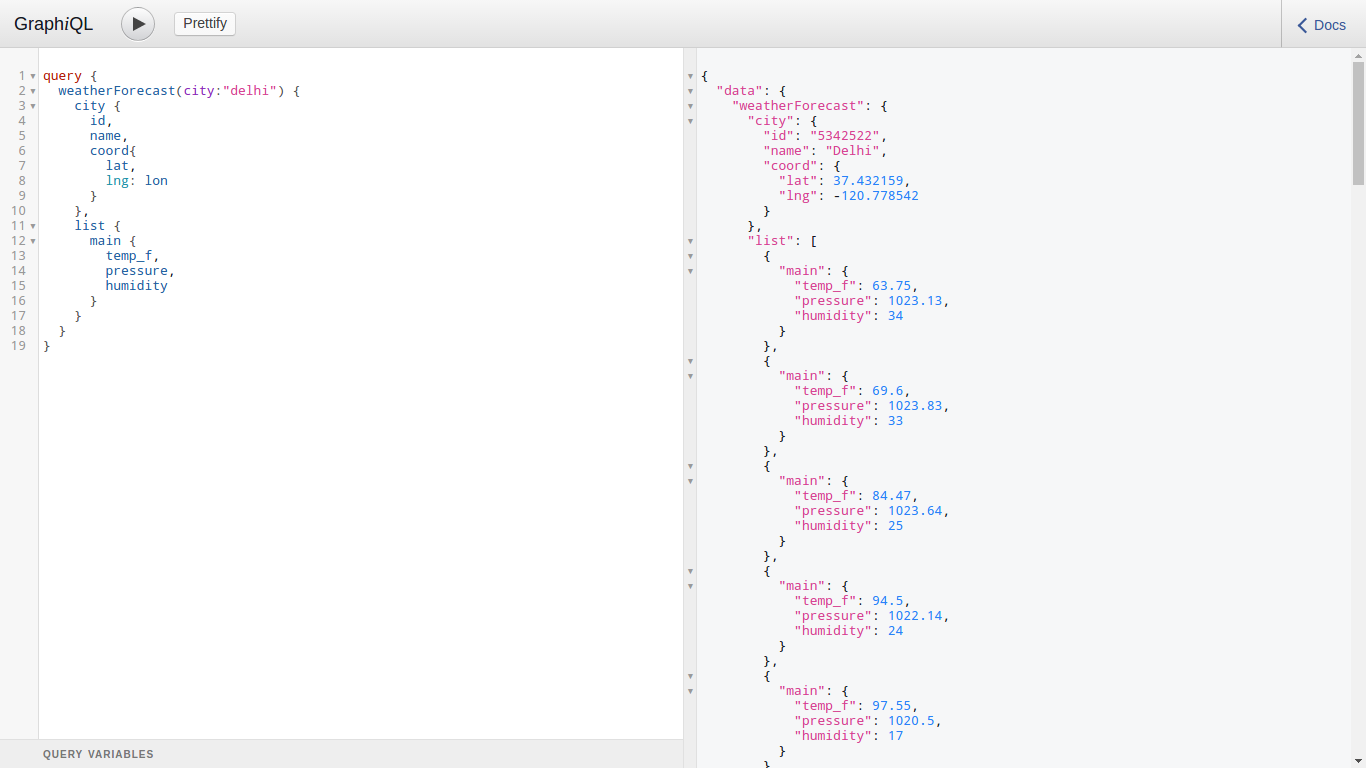 GraphiQL
Prettify
Docs
1 query {
2   weatherForecast(city:"delhi") {
3     city {
4       id,
5       name,
6       coord{
7         lat,
8         lng: lon
9       }
10     },
11     list {
12       main {
13         temp_f,
14         pressure,
15         humidity
16       }
17     }
18   }
19 }
QUERY VARIABLES
{
  "data": {
    "weatherForecast": {
      "city": {
        "id": "5342522",
        "name": "Delhi",
        "coord": {
          "lat": 37.432159,
          "lng": -120.778542
        }
      },
      "list": [
        {
          "main": {
            "temp_f": 63.75,
            "pressure": 1023.13,
            "humidity": 34
          }
        },
        {
          "main": {
            "temp_f": 69.6,
            "pressure": 1023.83,
            "humidity": 33
          }
        },
        {
          "main": {
            "temp_f": 84.47,
            "pressure": 1023.64,
            "humidity": 25
          }
        },
        {
          "main": {
            "temp_f": 94.5,
            "pressure": 1022.14,
            "humidity": 24
          }
        },
        {
          "main": {
            "temp_f": 97.55,
            "pressure": 1020.5,
            "humidity": 17
          }
        }